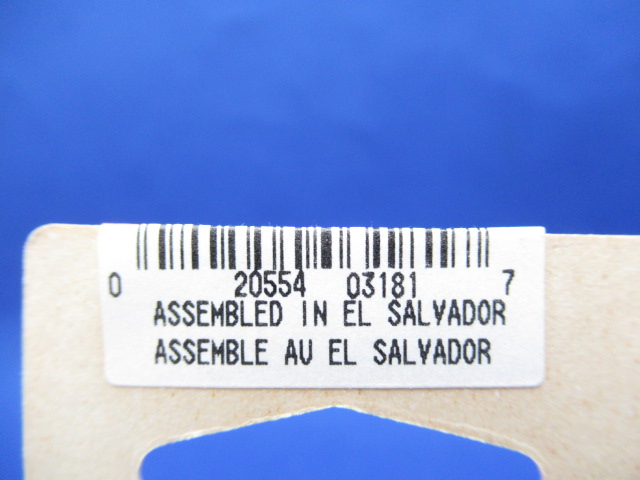 0 20554 03181 7
ASSEMBLED IN EL SALVADOR
ASSEMBLE AU EL SALVADOR